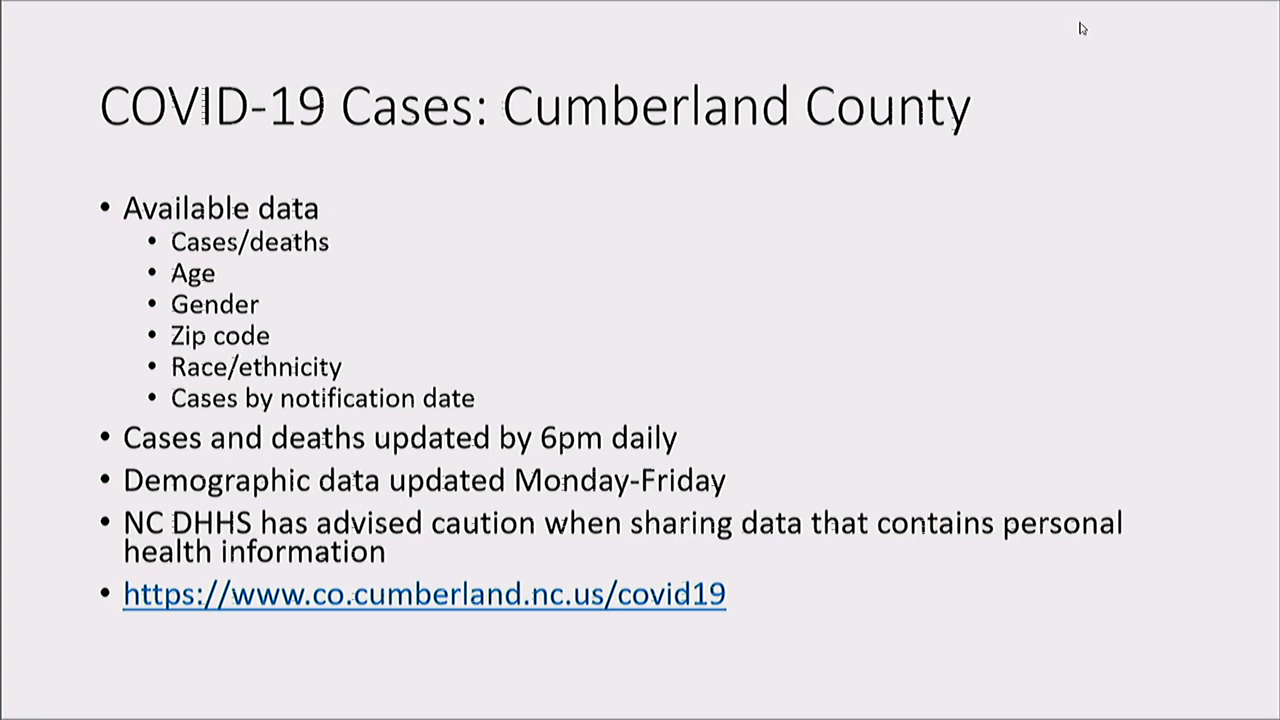 COVID-19 Cases: Cumberland County
• Available data
• Cases/deaths
• Age
• Gender
• Zip code
• Race/ethnicity
• Cases by notification date
• Cases and deaths updated by 6pm daily
• Demographic data updated Monday-Friday
• NC DHHS has advised caution when sharing data that contains personal
health information
• https://www.co.cumberland.nc.us/covid19